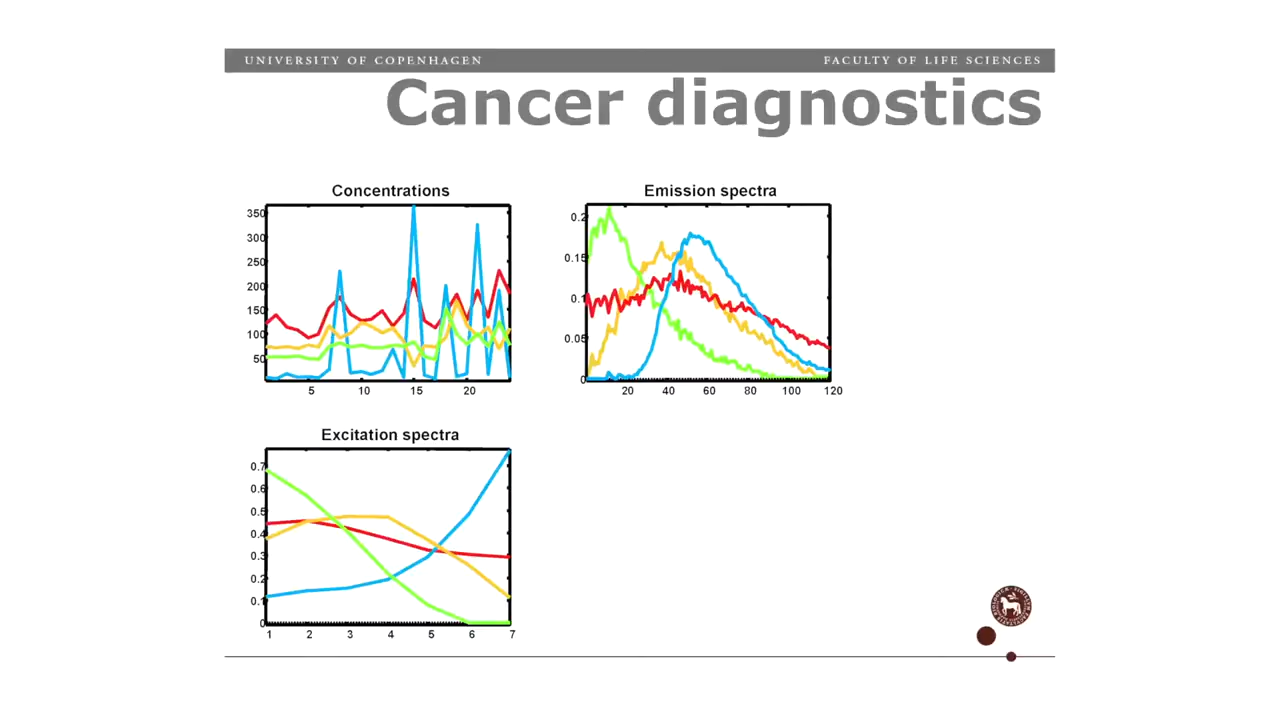 UNIVERSITY OF COPENHAGEN FACULTY OF LIFE SCIENCES
Cancer diagnostics
Concentrations
350
300
250
200
150
100
50
5 10 15 20
Emission spectra
0.2
0.15
0.1
0.05
0
20 40 60 80 100 120
Excitation spectra
0.7
0.6
0.5
0.4
0.3
0.2
0.1
0
1 2 3 4 5 6 7